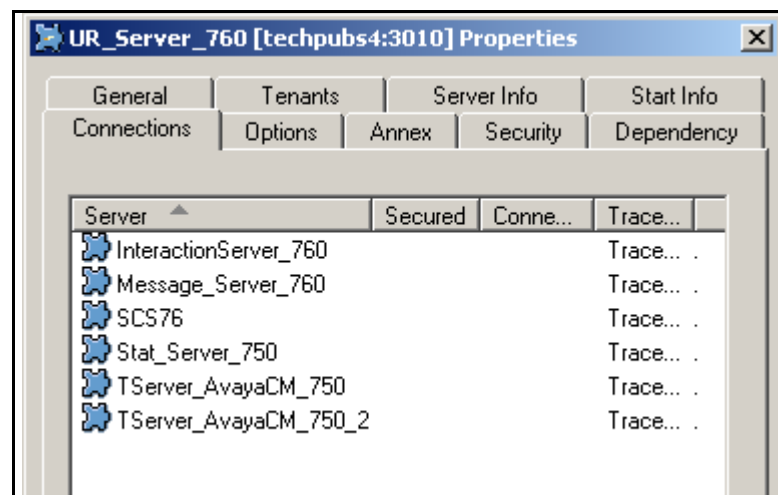 UR_Server_760 [techpubs4:3010] Properties
General Tenants Server Info Start Info
Connections Options Annex Security Dependency
Server Secured Conne... Trace...
InteractionServer_760 Trace... .
Message_Server_760 Trace... .
SCS76 Trace... .
Stat_Server_750 Trace... .
TServer_AvayaCM_750 Trace... .
TServer_AvayaCM_750_2 Trace... .